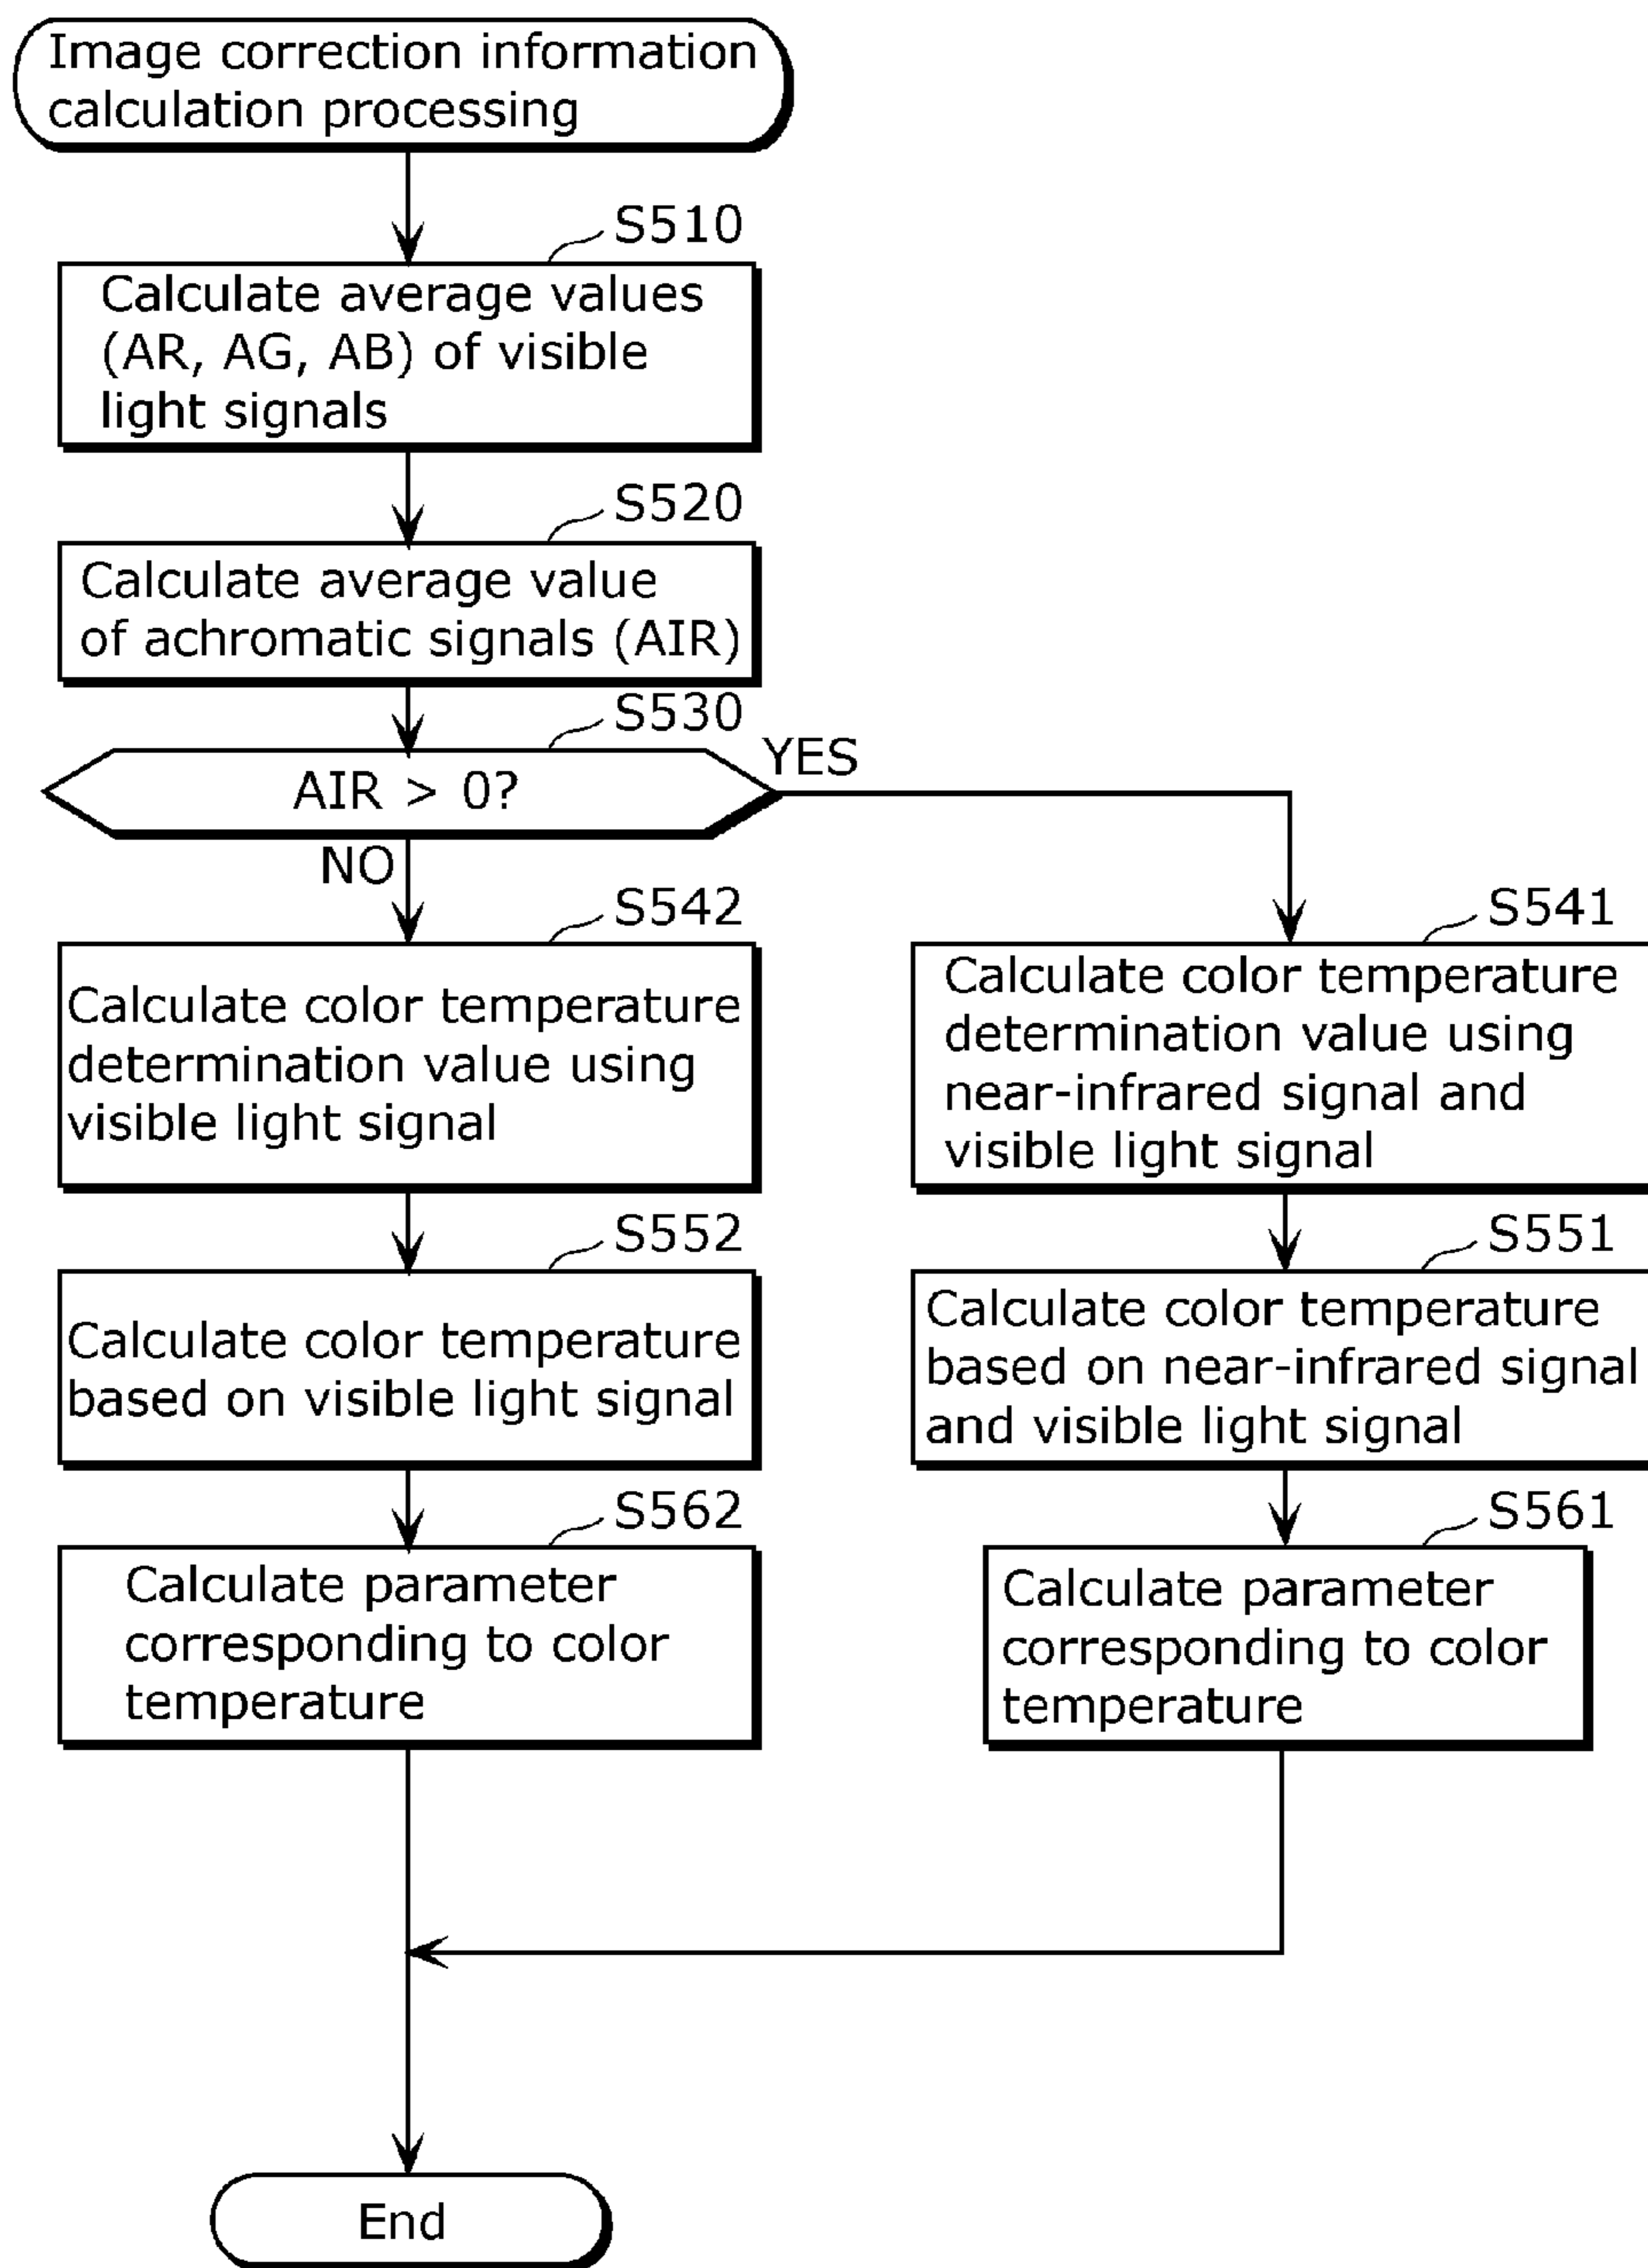 Image correction information
calculation processing
S510
Calculate average values
(AR, AG, AB) of visible
light signals
S520
Calculate average value
of achromatic signals (AIR)
S530
AIR > 0?
YES
NO
S542
Calculate color temperature
determination value using
visible light signal
S541
Calculate color temperature
determination value using
near-infrared signal and
visible light signal
S552
Calculate color temperature
based on visible light signal
S551
Calculate color temperature
based on near-infrared signal
and visible light signal
S562
Calculate parameter
corresponding to color
temperature
S561
Calculate parameter
corresponding to color
temperature
End